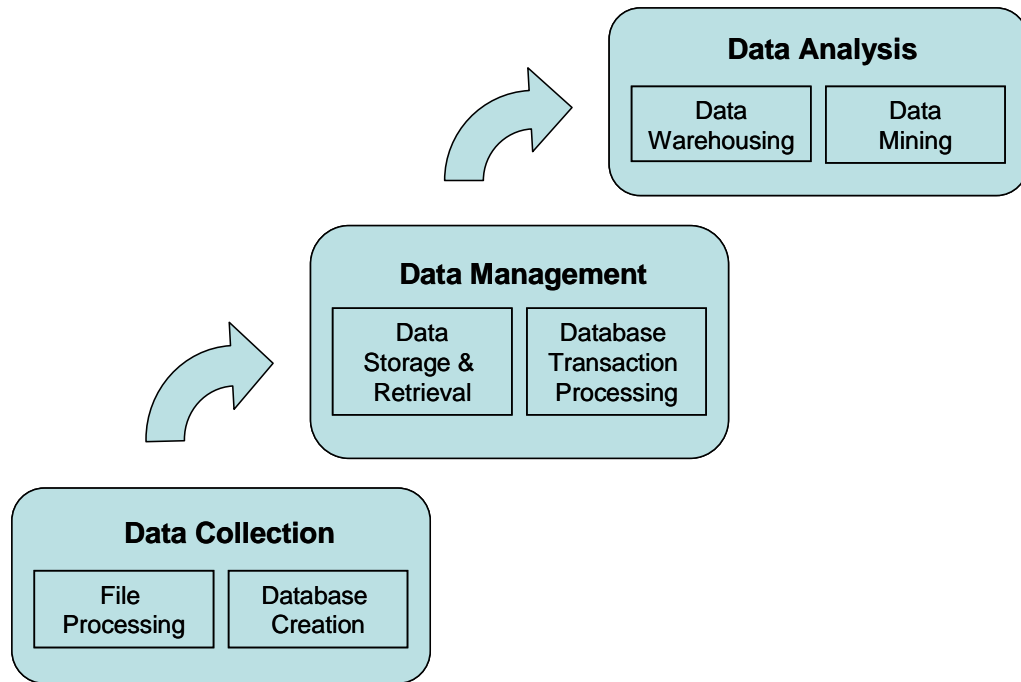 Data Analysis
Data
Warehousing
Data
Mining
Data Management
Data
Storage &
Retrieval
Database
Transaction
Processing
Data Collection
File
Processing
Database
Creation